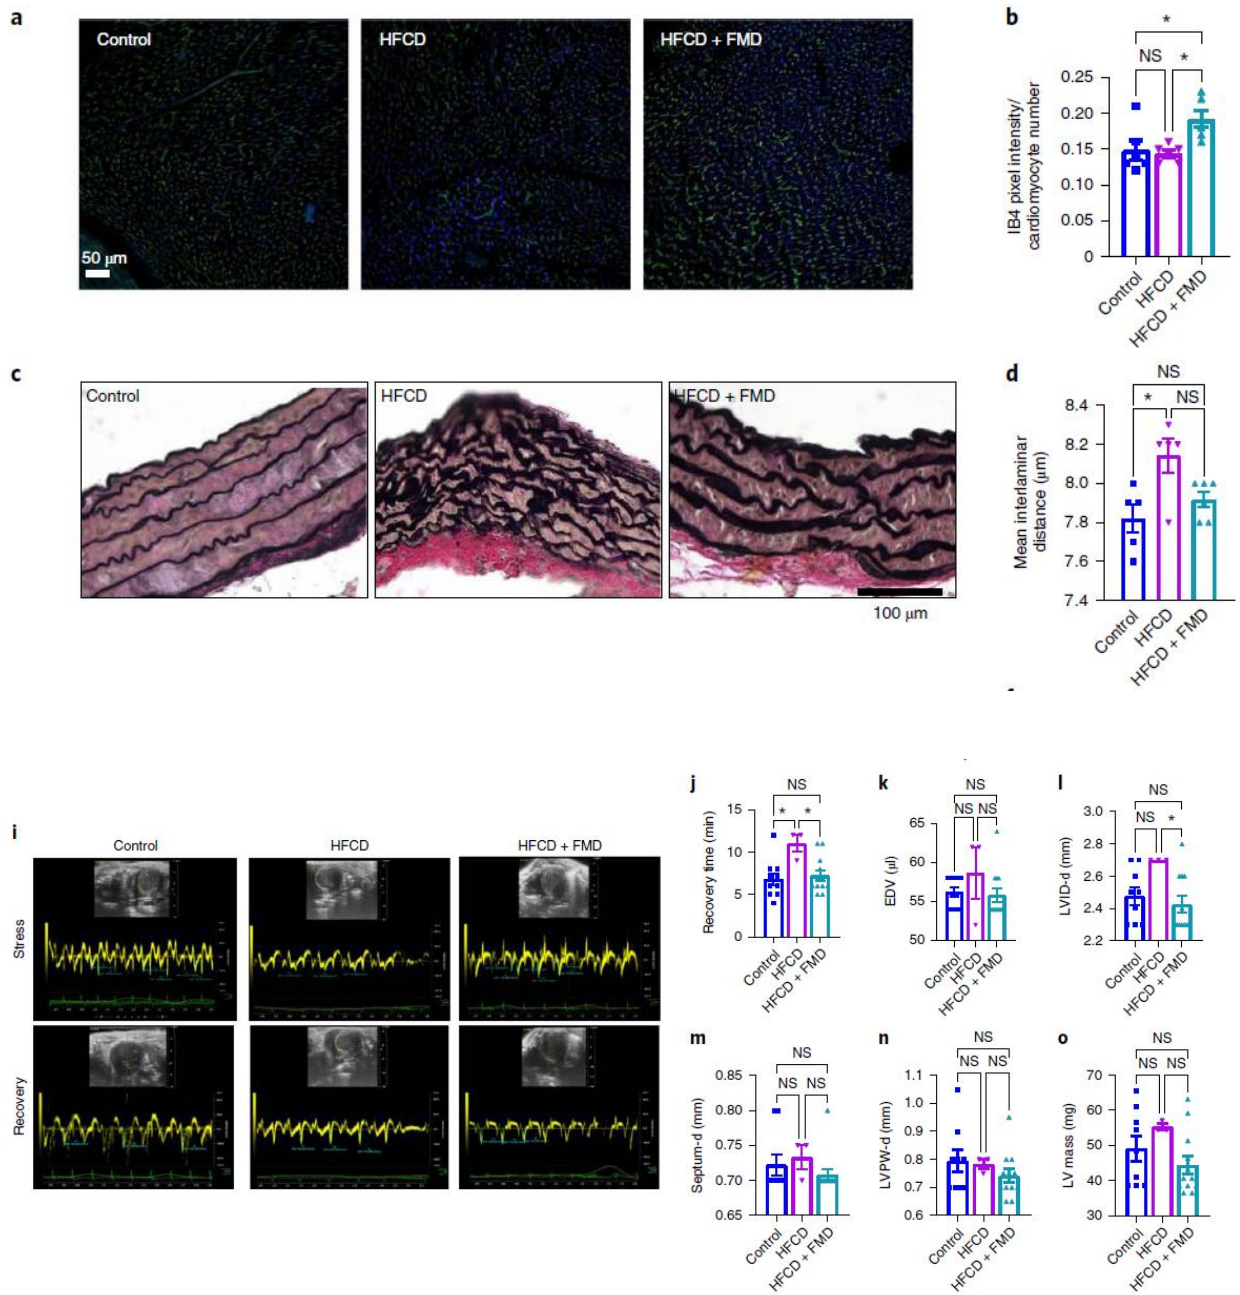 a
Control
HFCD
HFCD + FMD
50 μm
b
*
NS
*
IB4 pixel intensity/
cardiomyocyte number
0.25
0.20
0.15
0.10
0.05
0
Control
HFCD
HFCD + FMD
c
Control
HFCD
HFCD + FMD
100 μm
d
NS
*
NS
Mean interlaminar
distance (μm)
8.4
8.2
8.0
7.8
7.6
7.4
Control
HFCD
HFCD + FMD
i
Control
HFCD
HFCD + FMD
Stress
Recovery
j
NS
*
*
Recovery time (min)
15
10
5
0
Control
HFCD
HFCD + FMD
k
NS
NS
NS
EDV (μl)
65
60
55
50
Control
HFCD
HFCD + FMD
l
NS
NS
*
LVID-d (mm)
3.0
2.8
2.6
2.4
2.2
Control
HFCD
HFCD + FMD
m
NS
NS
NS
Septum-d (mm)
0.85
0.80
0.75
0.70
0.65
Control
HFCD
HFCD + FMD
n
NS
NS
NS
LVPW-d (mm)
1.1
1.0
0.9
0.8
0.7
0.6
Control
HFCD
HFCD + FMD
o
NS
NS
NS
LV mass (mg)
70
60
50
40
30
Control
HFCD
HFCD + FMD